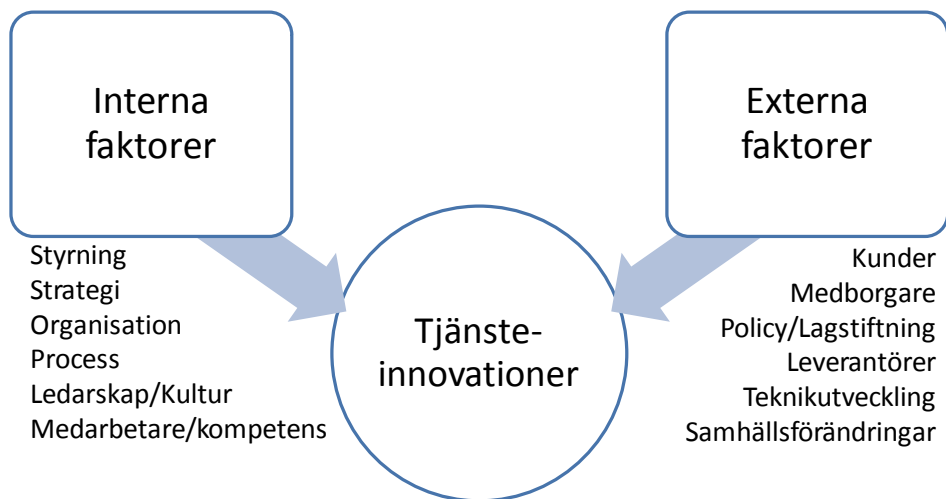 Interna
faktorer
Externa
faktorer
Styrning
Strategi
Organisation
Process
Ledarskap/Kultur
Medarbetare/kompetens
Tjänste-
innovationer
Kunder
Medborgare
Policy/Lagstiftning
Leverantörer
Teknikutveckling
Samhällsförändringar